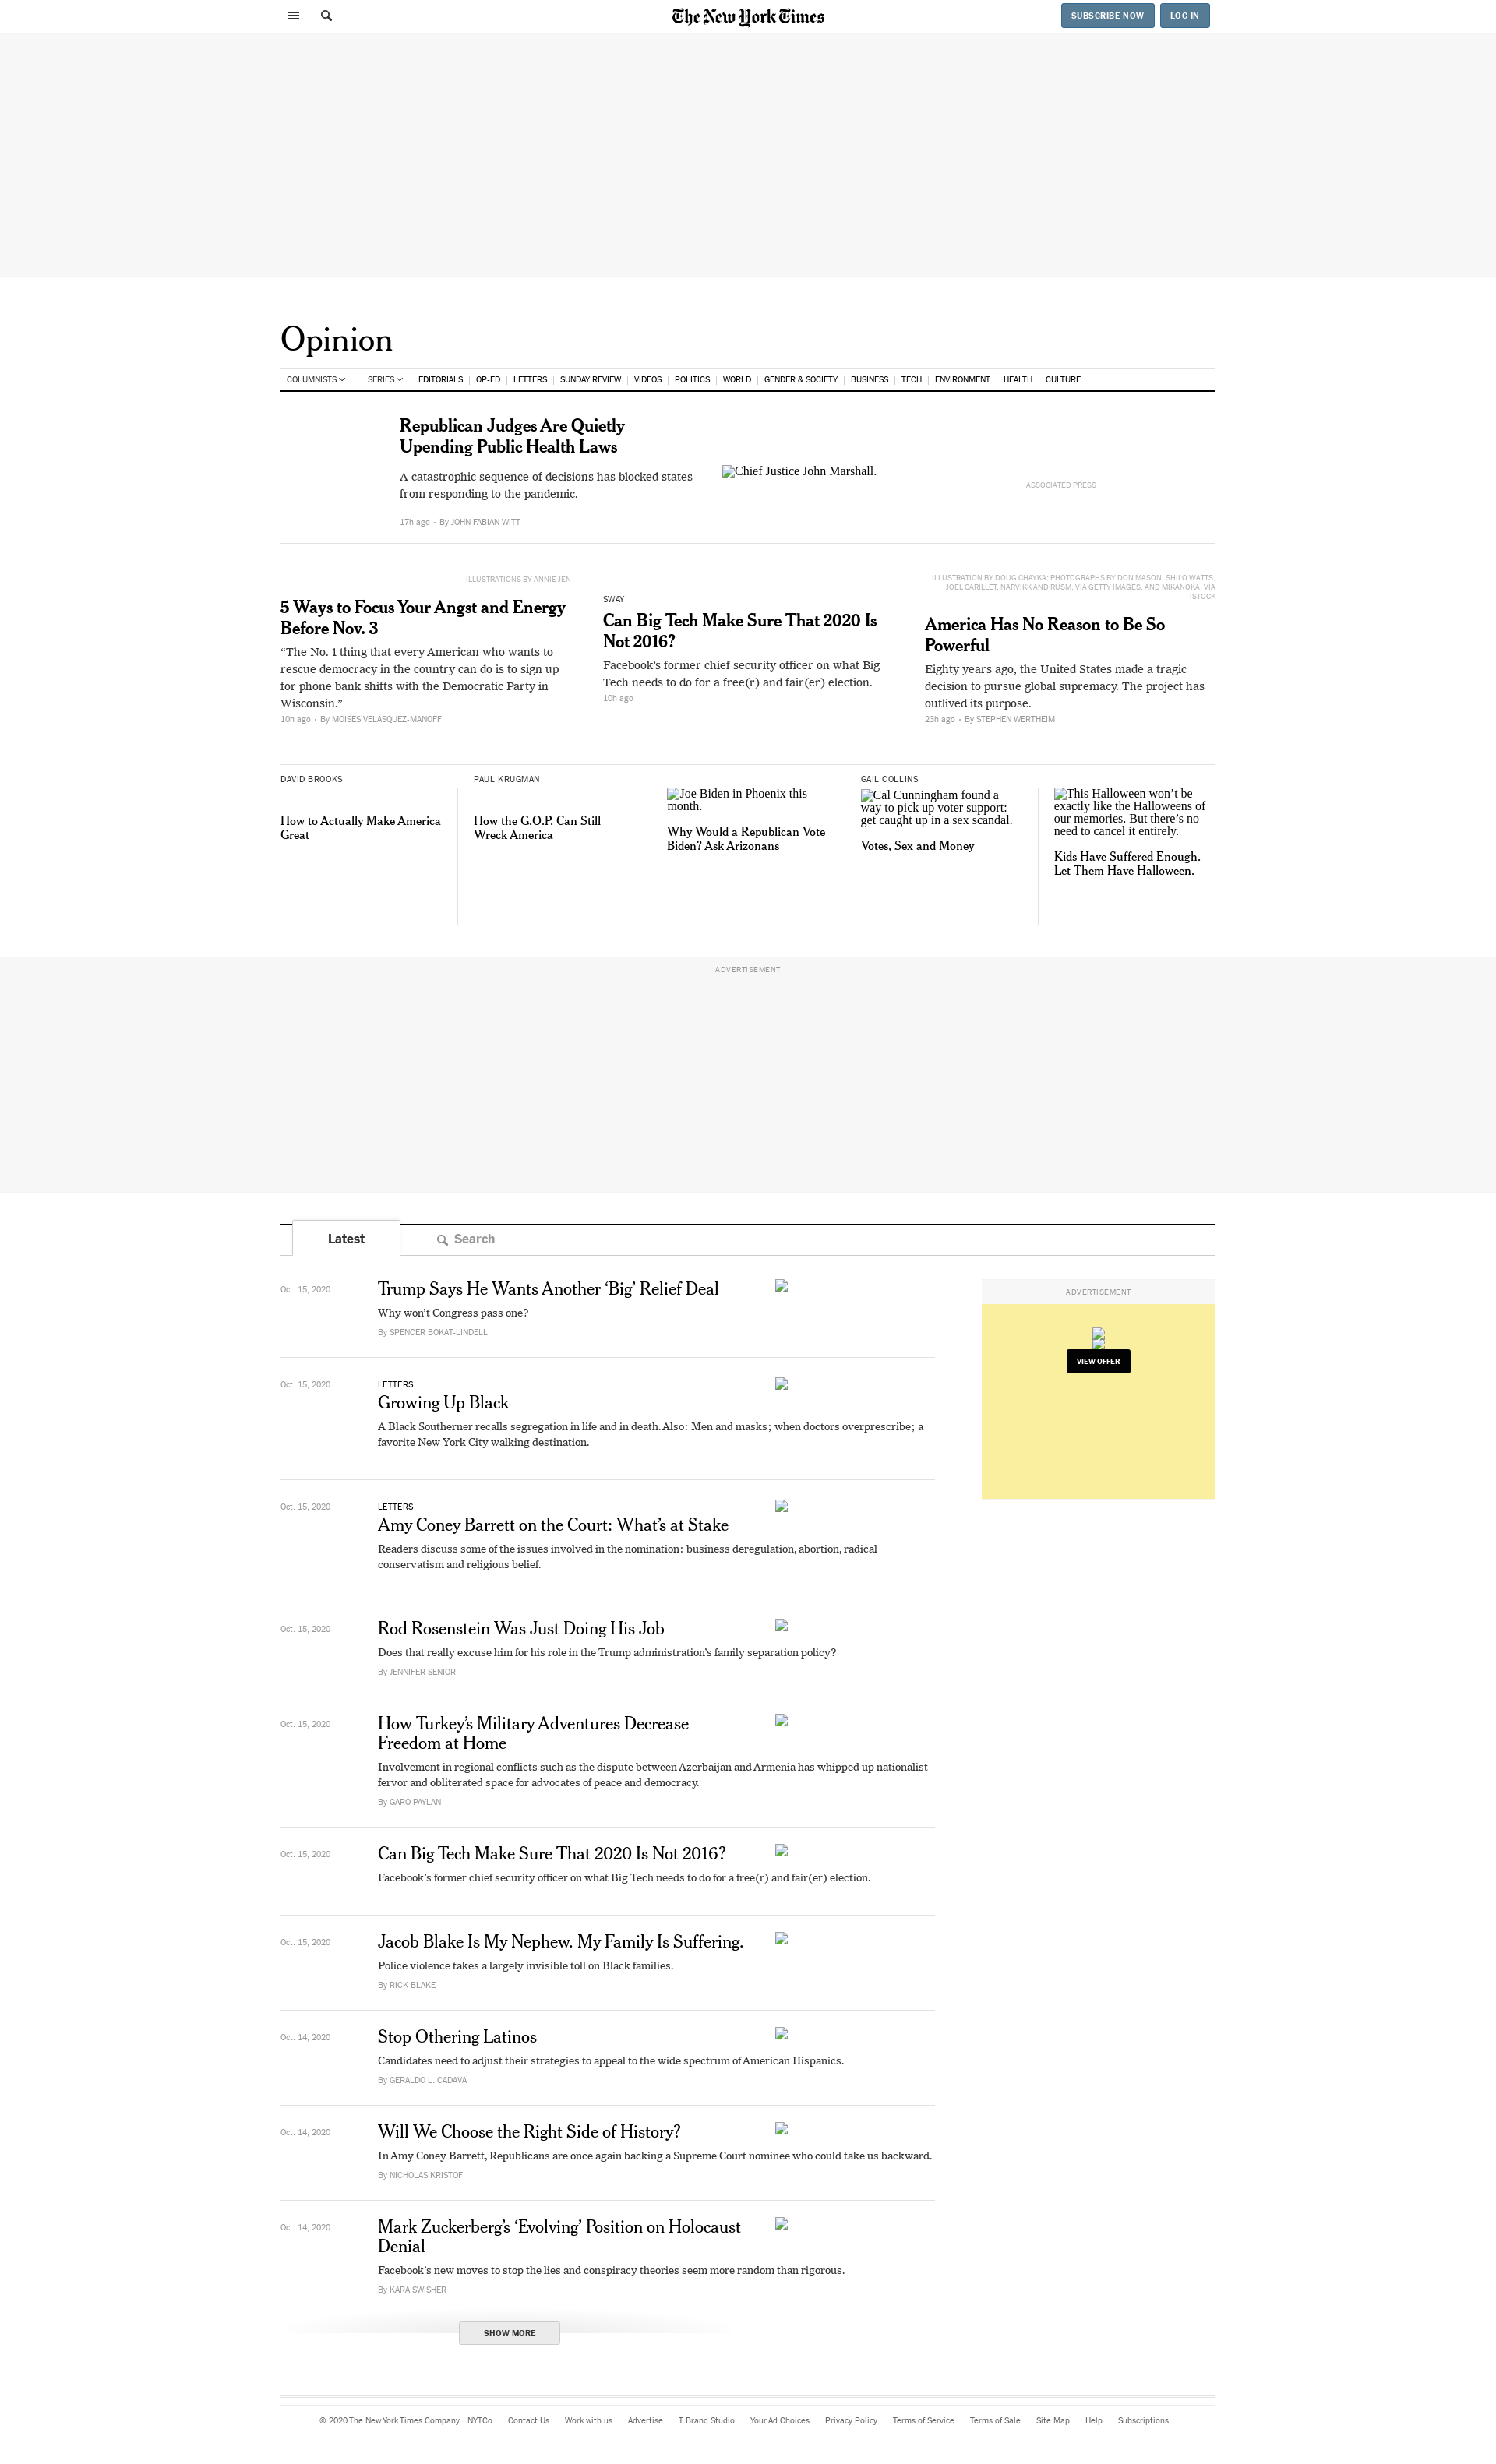 The New York Times
SUBSCRIBE NOW
LOG IN
Opinion
COLUMNISTS
SERIES
EDITORIALS
OP-ED
LETTERS
SUNDAY REVIEW
VIDEOS
POLITICS
WORLD
GENDER & SOCIETY
BUSINESS
TECH
ENVIRONMENT
HEALTH
CULTURE
Republican Judges Are Quietly
Upending Public Health Laws
A catastrophic sequence of decisions has blocked states
from responding to the pandemic.
17h ago • By JOHN FABIAN WITT
Chief Justice John Marshall.
ASSOCIATED PRESS
ILLUSTRATIONS BY ANNIE JEN
5 Ways to Focus Your Angst and Energy
Before Nov. 3
“The No. 1 thing that every American who wants to
rescue democracy in the country can do is to sign up
for phone bank shifts with the Democratic Party in
Wisconsin.”
10h ago • By MOISES VELASQUEZ-MANOFF
SWAY
Can Big Tech Make Sure That 2020 Is
Not 2016?
Facebook’s former chief security officer on what Big
Tech needs to do for a free(r) and fair(er) election.
10h ago
ILLUSTRATION BY DOUG CHAYKA; PHOTOGRAPHS BY DON MASON, SHILO WATTS,
JOEL CARILLET, NARVIKK AND RUSM, VIA GETTY IMAGES, AND MIKANOKA, VIA
ISTOCK
America Has No Reason to Be So
Powerful
Eighty years ago, the United States made a tragic
decision to pursue global supremacy. The project has
outlived its purpose.
23h ago • By STEPHEN WERTHEIM
DAVID BROOKS
How to Actually Make America
Great
PAUL KRUGMAN
How the G.O.P. Can Still
Wreck America
Joe Biden in Phoenix this
month.
Why Would a Republican Vote
Biden? Ask Arizonans
GAIL COLLINS
Cal Cunningham found a
way to pick up voter support:
get caught up in a sex scandal.
Votes, Sex and Money
This Halloween won’t be
exactly like the Halloweens of
our memories. But there’s no
need to cancel it entirely.
Kids Have Suffered Enough.
Let Them Have Halloween.
ADVERTISEMENT
Latest
Search
Oct. 15, 2020
Trump Says He Wants Another ‘Big’ Relief Deal
Why won’t Congress pass one?
By SPENCER BOKAT-LINDELL
ADVERTISEMENT
VIEW OFFER
Oct. 15, 2020
LETTERS
Growing Up Black
A Black Southerner recalls segregation in life and in death. Also: Men and masks; when doctors overprescribe; a
favorite New York City walking destination.
Oct. 15, 2020
LETTERS
Amy Coney Barrett on the Court: What’s at Stake
Readers discuss some of the issues involved in the nomination: business deregulation, abortion, radical
conservatism and religious belief.
Oct. 15, 2020
Rod Rosenstein Was Just Doing His Job
Does that really excuse him for his role in the Trump administration’s family separation policy?
By JENNIFER SENIOR
Oct. 15, 2020
How Turkey’s Military Adventures Decrease
Freedom at Home
Involvement in regional conflicts such as the dispute between Azerbaijan and Armenia has whipped up nationalist
fervor and obliterated space for advocates of peace and democracy.
By GARO PAYLAN
Oct. 15, 2020
Can Big Tech Make Sure That 2020 Is Not 2016?
Facebook’s former chief security officer on what Big Tech needs to do for a free(r) and fair(er) election.
Oct. 15, 2020
Jacob Blake Is My Nephew. My Family Is Suffering.
Police violence takes a largely invisible toll on Black families.
By RICK BLAKE
Oct. 14, 2020
Stop Othering Latinos
Candidates need to adjust their strategies to appeal to the wide spectrum of American Hispanics.
By GERALDO L. CADAVA
Oct. 14, 2020
Will We Choose the Right Side of History?
In Amy Coney Barrett, Republicans are once again backing a Supreme Court nominee who could take us backward.
By NICHOLAS KRISTOF
Oct. 14, 2020
Mark Zuckerberg’s ‘Evolving’ Position on Holocaust
Denial
Facebook’s new moves to stop the lies and conspiracy theories seem more random than rigorous.
By KARA SWISHER
SHOW MORE
© 2020 The New York Times Company
NYTCo
Contact Us
Work with us
Advertise
T Brand Studio
Your Ad Choices
Privacy Policy
Terms of Service
Terms of Sale
Site Map
Help
Subscriptions